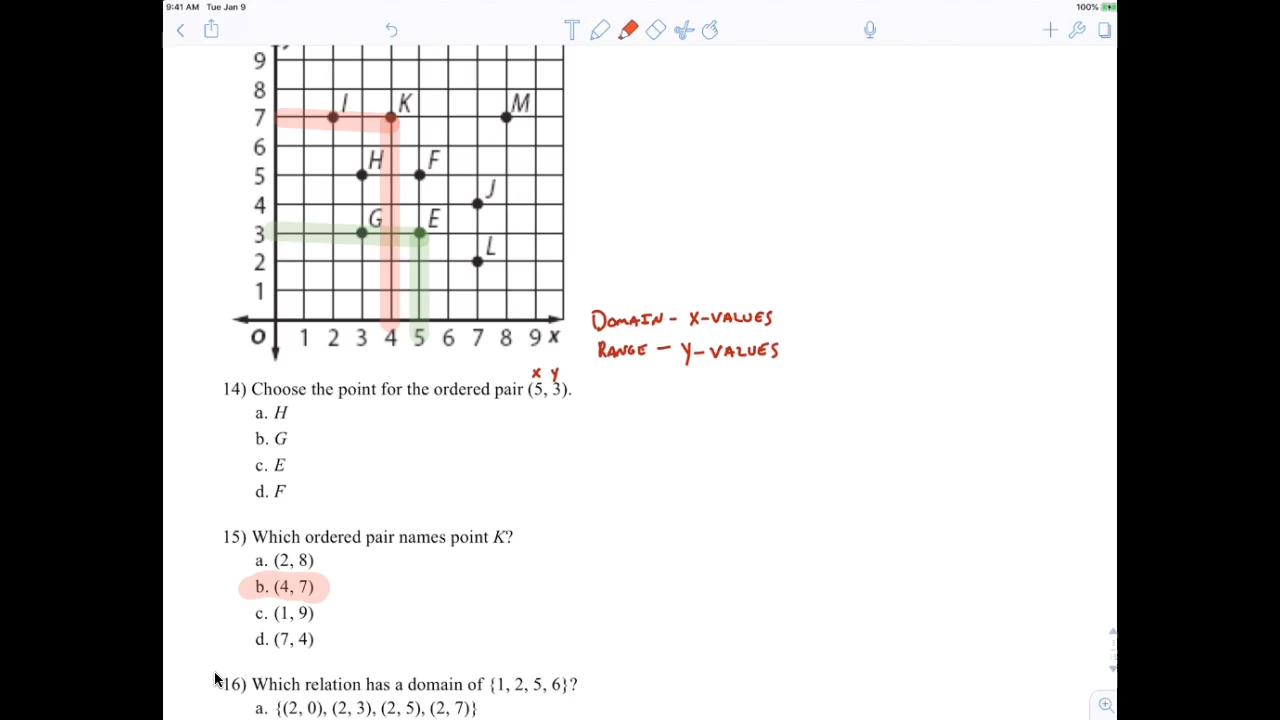 9:41 AM Tue Jan 9
100%
T
9
8
7
6
5
4
3
2
1
I
K
M
H
F
J
G
E
L
O 1 2 3 4 5 6 7 8 9 x
DOMAIN - X-VALUES
RANGE - Y-VALUES
x y
14) Choose the point for the ordered pair (5, 3).
a. H
b. G
c. E
d. F
15) Which ordered pair names point K?
a. (2, 8)
b. (4, 7)
c. (1, 9)
d. (7, 4)
16) Which relation has a domain of {1, 2, 5, 6}?
a. {(2, 0), (2, 3), (2, 5), (2, 7)}